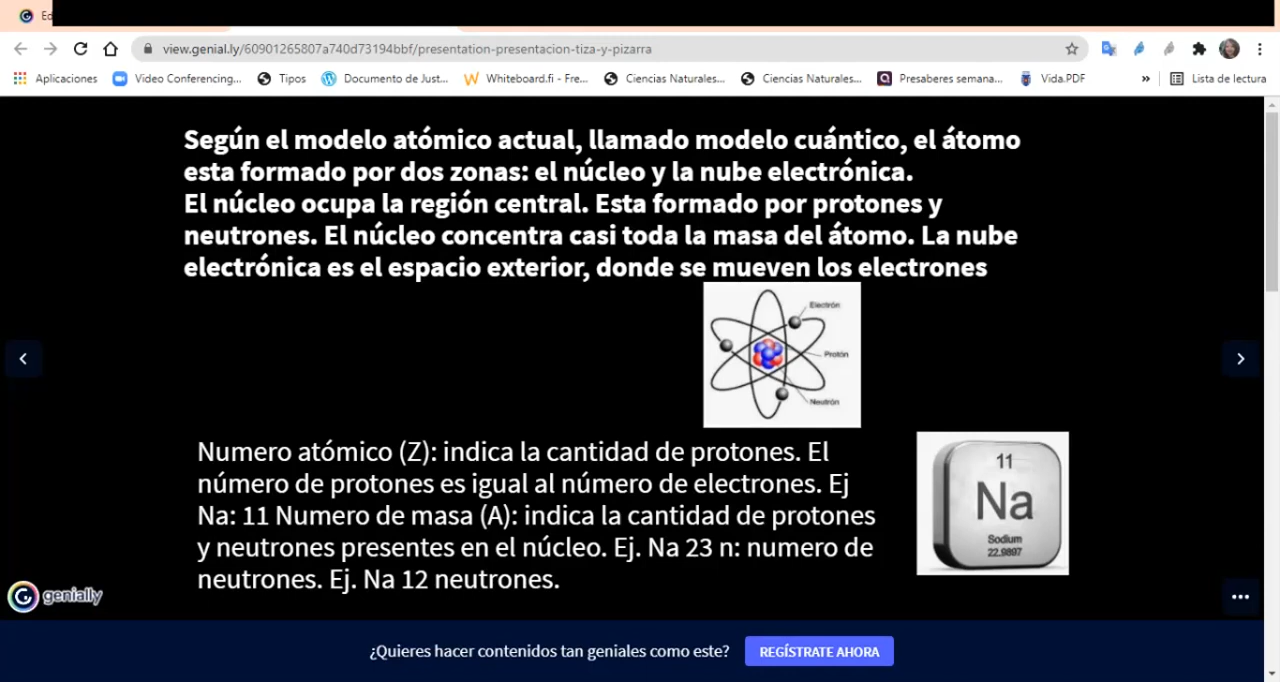 Ed
view.genial.ly/60901265807a740d73194bbf/presentation-presentacion-tiza-y-pizarra
Aplicaciones
Video Conferencing...
Tipos
Documento de Just...
Whiteboard.fi - Fre...
Ciencias Naturales...
Ciencias Naturales...
Presaberes semana...
Vida.PDF
»
Lista de lectura
Según el modelo atómico actual, llamado modelo cuántico, el átomo
esta formado por dos zonas: el núcleo y la nube electrónica.
El núcleo ocupa la región central. Esta formado por protones y
neutrones. El núcleo concentra casi toda la masa del átomo. La nube
electrónica es el espacio exterior, donde se mueven los electrones
Electrón
Protón
Neutrón
Numero atómico (Z): indica la cantidad de protones. El
número de protones es igual al número de electrones. Ej
Na: 11 Numero de masa (A): indica la cantidad de protones
y neutrones presentes en el núcleo. Ej. Na 23 n: numero de
neutrones. Ej. Na 12 neutrones.
11
Na
Sodium
22.9897
genially
¿Quieres hacer contenidos tan geniales como este?
REGÍSTRATE AHORA